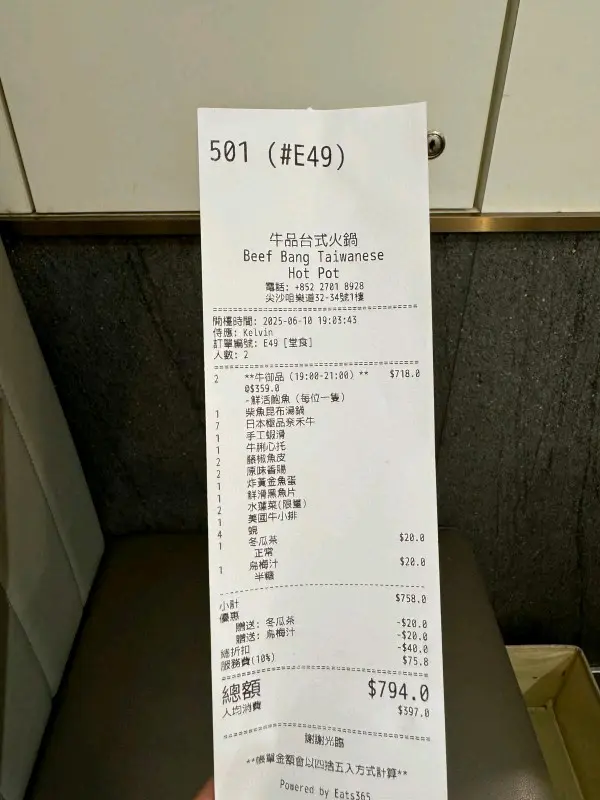 501 (#E49)
牛品台式火鍋
Beef Bang Taiwanese
Hot Pot
電話: +852 2701 8928
尖沙咀樂道32-34號1樓
開檯時間: 2025-06-10 19:03:43
侍應: Kelvin
訂單編號: E49 [堂食]
人數: 2
2 **牛御品 (19:00-21:00) ** $718.0
@$359.0
-鮮活鮑魚 (每位一隻)
1 柴魚昆布湯鍋
7 日本極品奈禾牛
1 手工蝦滑
1 牛脷心托
2 藤椒魚皮
2 原味響鈴
1 炸黃金魚蛋
1 鮮滑黑魚片
2 水蓮菜(限量)
1 美國牛小排
4 蜆
1 冬瓜茶 $20.0
正常
1 烏梅汁 $20.0
半糖
小計 $758.0
優惠
贈送: 冬瓜茶 -$20.0
贈送: 烏梅汁 -$20.0
總折扣 -$40.0
服務費(10%) $75.8
總額 $794.0
人均消費 $397.0
謝謝光臨
**帳單金額會以四捨五入方式計算**
Powered by Eats365